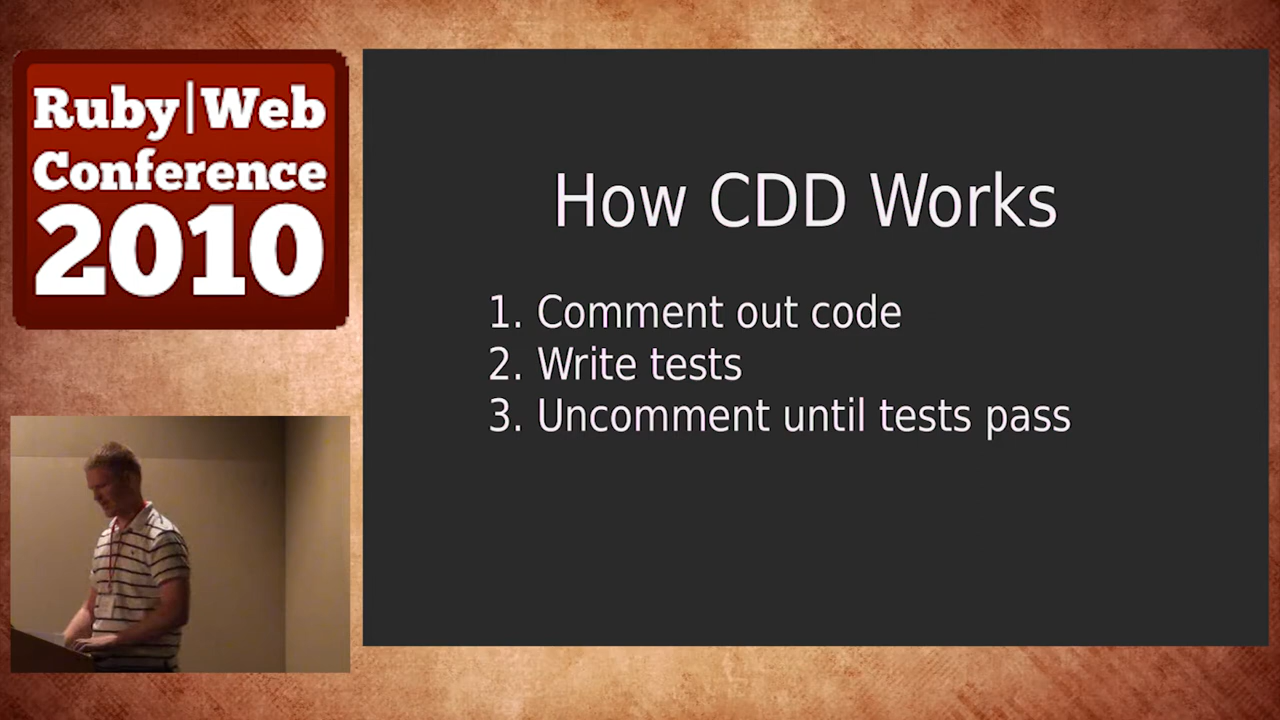 Ruby|Web
Conference
2010
How CDD Works
1. Comment out code
2. Write tests
3. Uncomment until tests pass